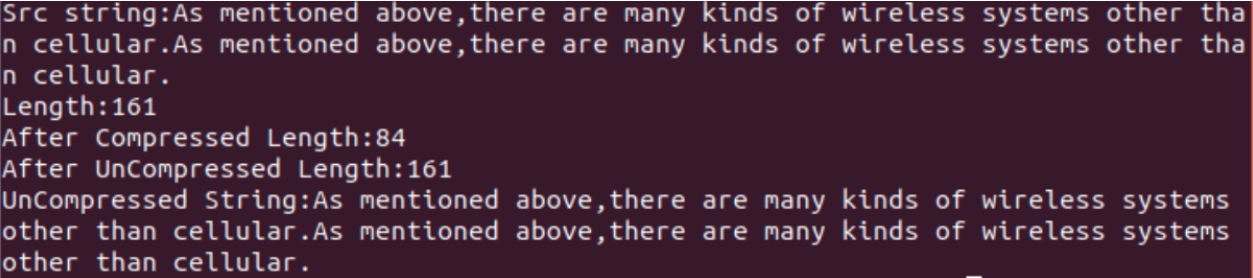 Src string:As mentioned above,there are many kinds of wireless systems other tha
n cellular.As mentioned above,there are many kinds of wireless systems other tha
n cellular.
Length:161
After Compressed Length:84
After UnCompressed Length:161
UnCompressed String:As mentioned above,there are many kinds of wireless systems
other than cellular.As mentioned above,there are many kinds of wireless systems
other than cellular.